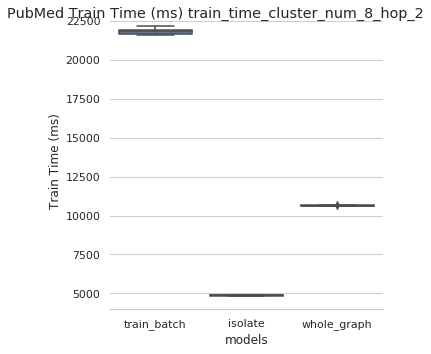 PubMed Train Time (ms) train_time_cluster_num_8_hop_2
22500
20000
17500
15000
12500
10000
7500
5000
Train Time (ms)
train_batch isolate whole_graph
models